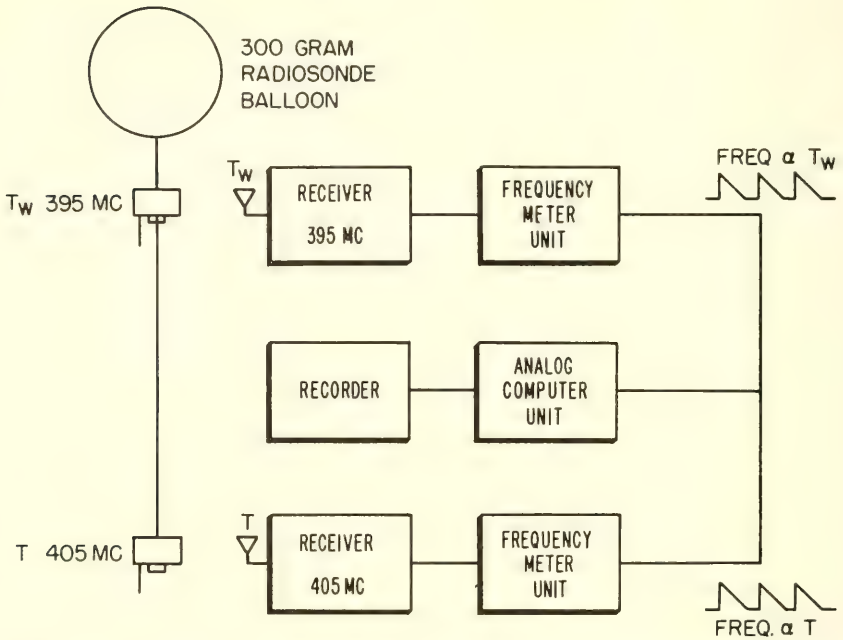 300 GRAM
RADIOSONDE
BALLOON
TW 395 MC
TW
RECEIVER
395 MC
FREQUENCY
METER
UNIT
FREQ α TW
RECORDER
ANALOG
COMPUTER
UNIT
T 405 MC
T
RECEIVER
405 MC
FREQUENCY
METER
UNIT
FREQ. α T